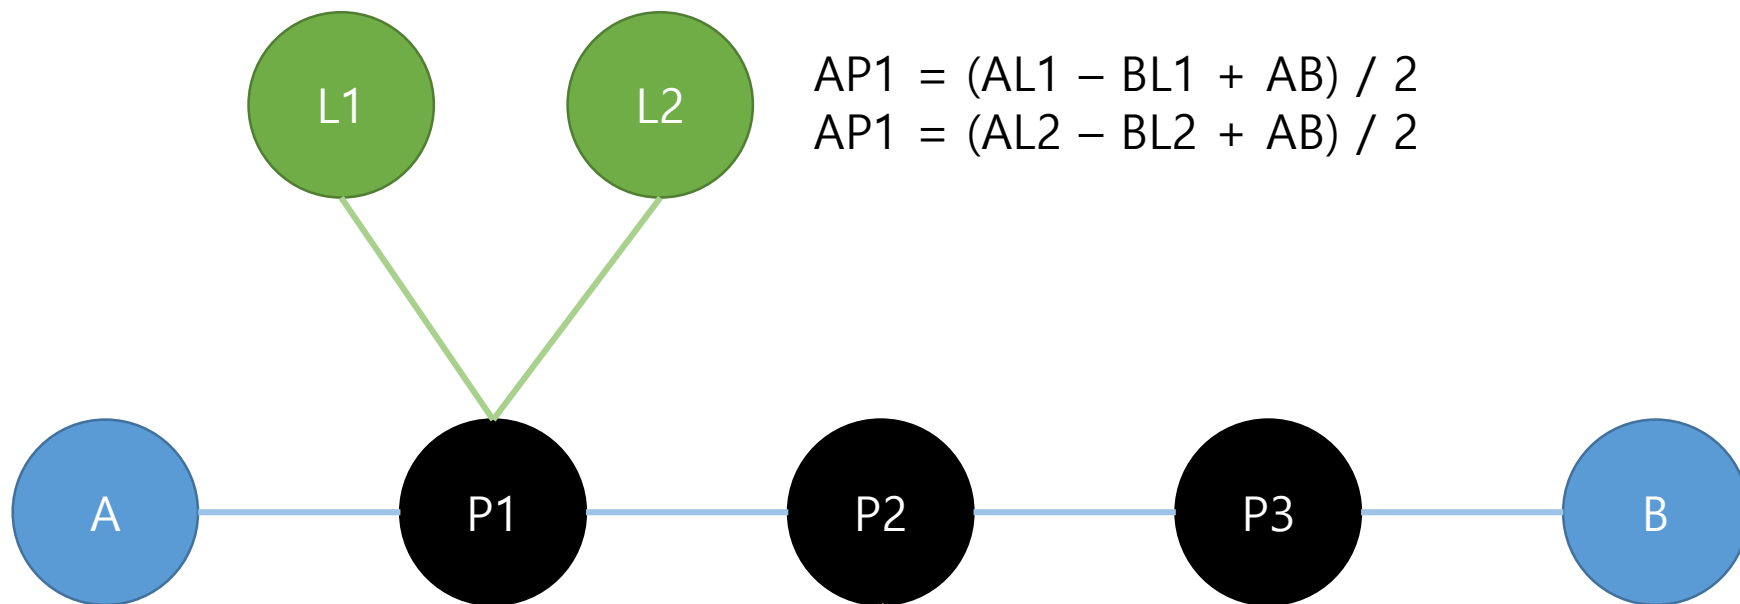 L1
L2
AP1 = (AL1 – BL1 + AB) / 2
AP1 = (AL2 – BL2 + AB) / 2
A
P1
P2
P3
B